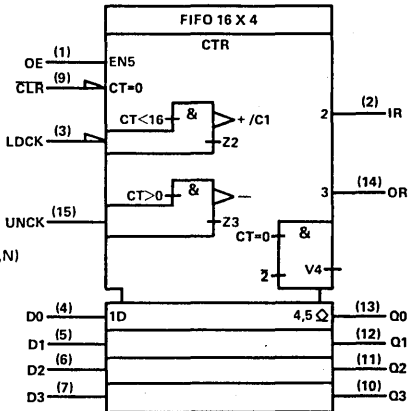 FIFO 16 X 4
CTR
OE (1) EN5
CLR (9) CT=0
CT<16 & + /C1
2 (2) IR
LDCK (3)
Z2
CT>0 & −
3 (14) OR
UNCK (15)
Z3
CT=0 &
,N)
2 V4
D0 (4) 1D 4,5 (13) Q0
D1 (5) (12) Q1
D2 (6) (11) Q2
D3 (7) (10) Q3